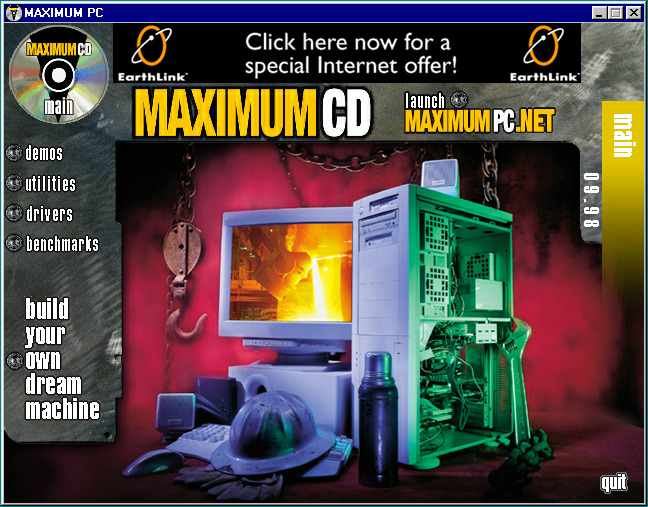 MAXIMUM PC
MAXIMUM CD
main
EarthLink
Click here now for a
special Internet offer!
EarthLink
MAXIMUM CD
launch
MAXIMUM PC.NET
main
09.98
demos
utilities
drivers
benchmarks
build
your
own
dream
machine
quit